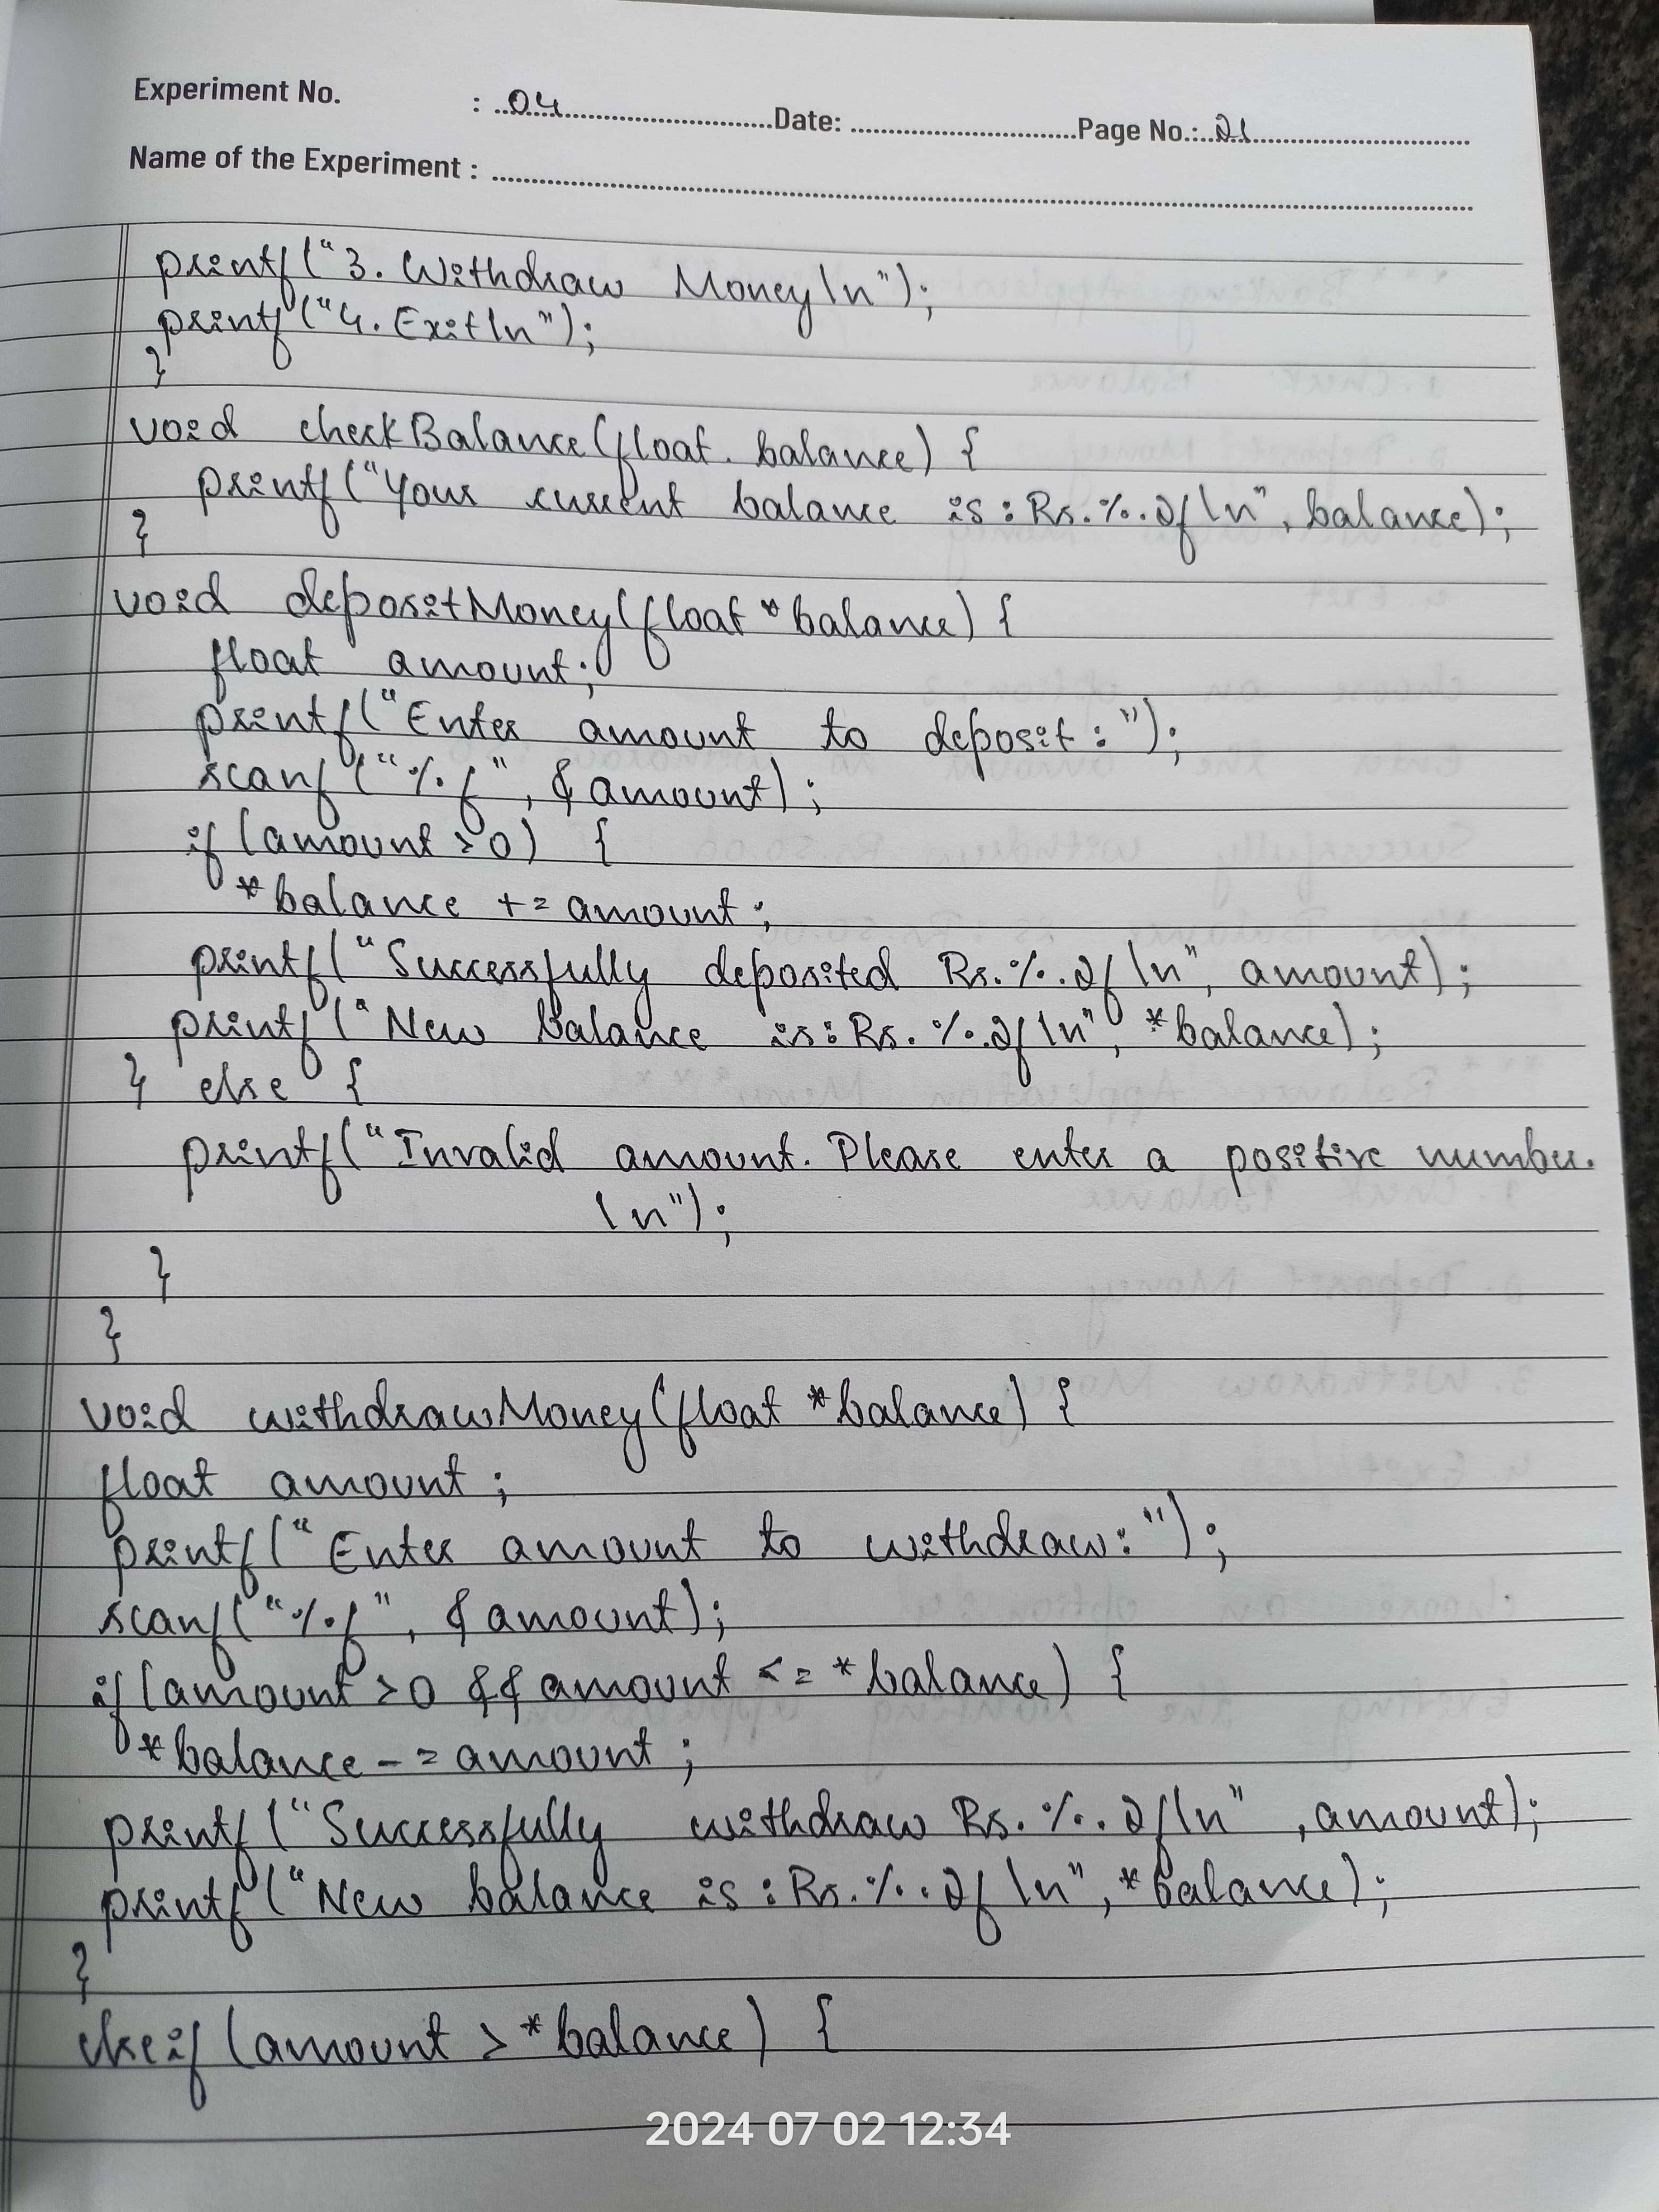 Experiment No. : 04 Date: Page No.: 21
Name of the Experiment :
printf("3. Withdraw Money\n");
printf("4. Exit\n");
}
void checkBalance(float balance) {
printf("Your current balance is: Rs.%.2f\n", balance);
}
void depositMoney(float *balance) {
float amount;
printf("Enter amount to deposit: ");
scanf("%f", &amount);
if (amount > 0) {
*balance += amount;
printf("Successfully deposited Rs.%.2f\n", amount);
printf("New balance is: Rs.%.2f\n", *balance);
} else {
printf("Invalid amount. Please enter a positive number.
\n");
}
}
void withdrawMoney(float *balance) {
float amount;
printf("Enter amount to withdraw: ");
scanf("%f", &amount);
if (amount > 0 && amount <= *balance) {
*balance -= amount;
printf("Successfully withdraw Rs.%.2f\n", amount);
printf("New balance is: Rs.%.2f\n", *balance);
}
else if (amount > *balance) {
2024 07 02 12:34